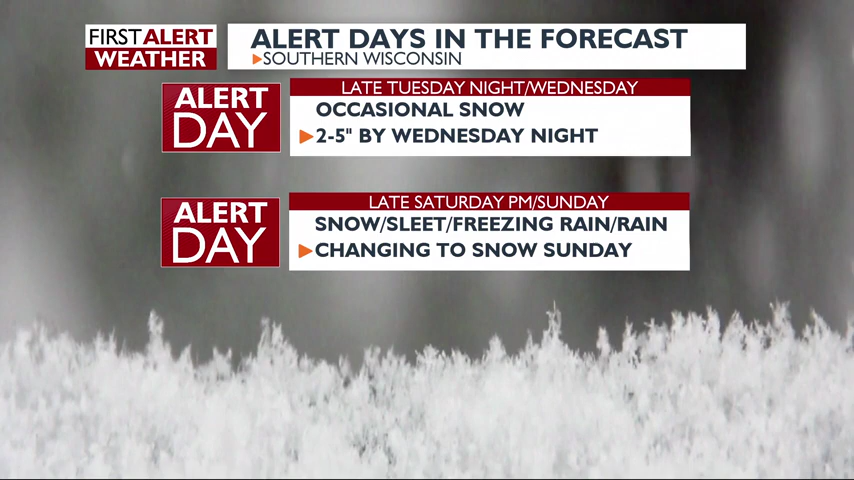 FIRST ALERT
WEATHER
ALERT DAYS IN THE FORECAST
SOUTHERN WISCONSIN
ALERT
DAY
LATE TUESDAY NIGHT/WEDNESDAY
OCCASIONAL SNOW
2-5" BY WEDNESDAY NIGHT
ALERT
DAY
LATE SATURDAY PM/SUNDAY
SNOW/SLEET/FREEZING RAIN/RAIN
CHANGING TO SNOW SUNDAY